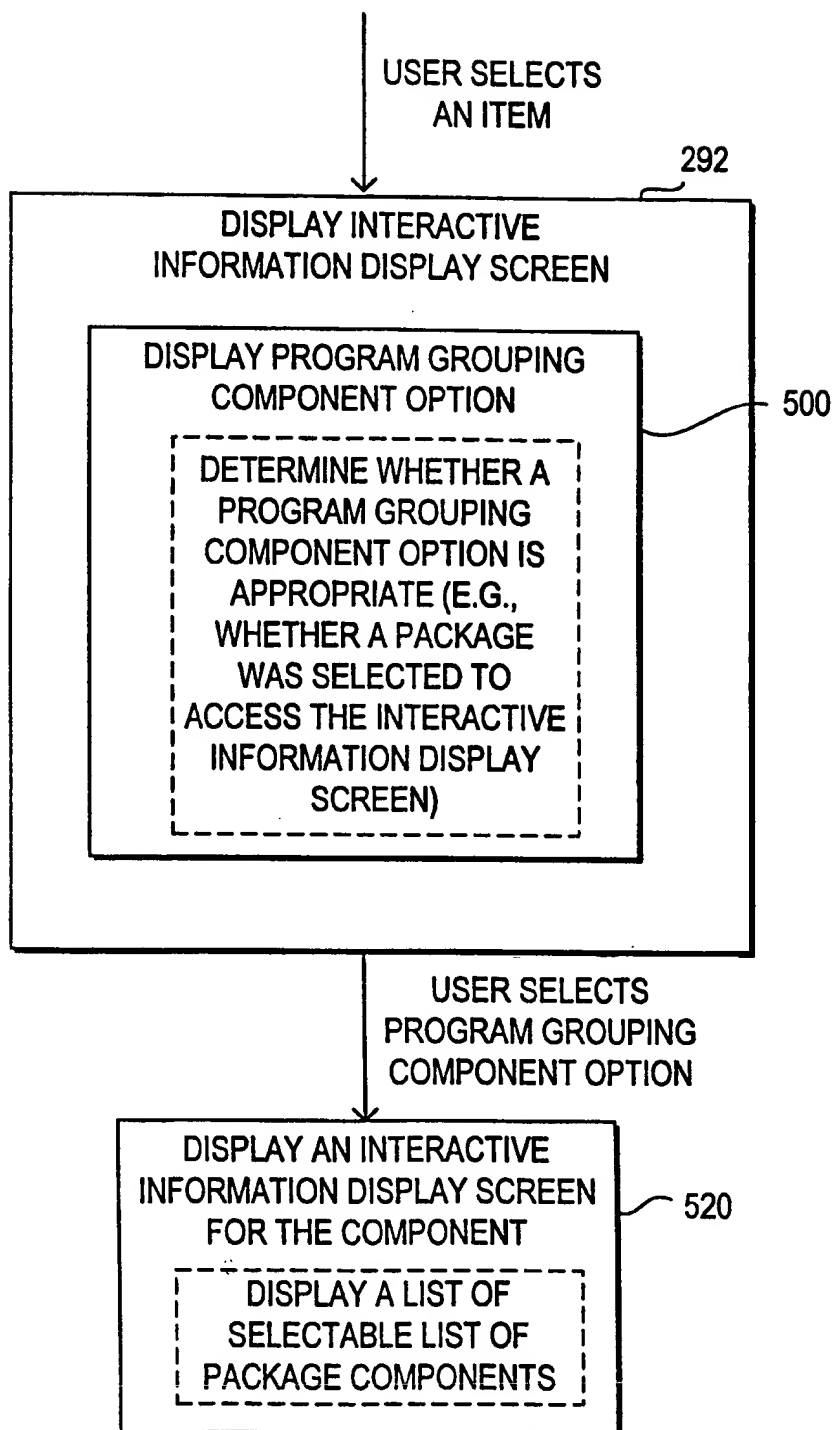 USER SELECTS
AN ITEM
292
DISPLAY INTERACTIVE
INFORMATION DISPLAY SCREEN
DISPLAY PROGRAM GROUPING
COMPONENT OPTION
500
DETERMINE WHETHER A
PROGRAM GROUPING
COMPONENT OPTION IS
APPROPRIATE (E.G.,
WHETHER A PACKAGE
WAS SELECTED TO
ACCESS THE INTERACTIVE
INFORMATION DISPLAY
SCREEN)
USER SELECTS
PROGRAM GROUPING
COMPONENT OPTION
DISPLAY AN INTERACTIVE
INFORMATION DISPLAY SCREEN
FOR THE COMPONENT
520
DISPLAY A LIST OF
SELECTABLE LIST OF
PACKAGE COMPONENTS